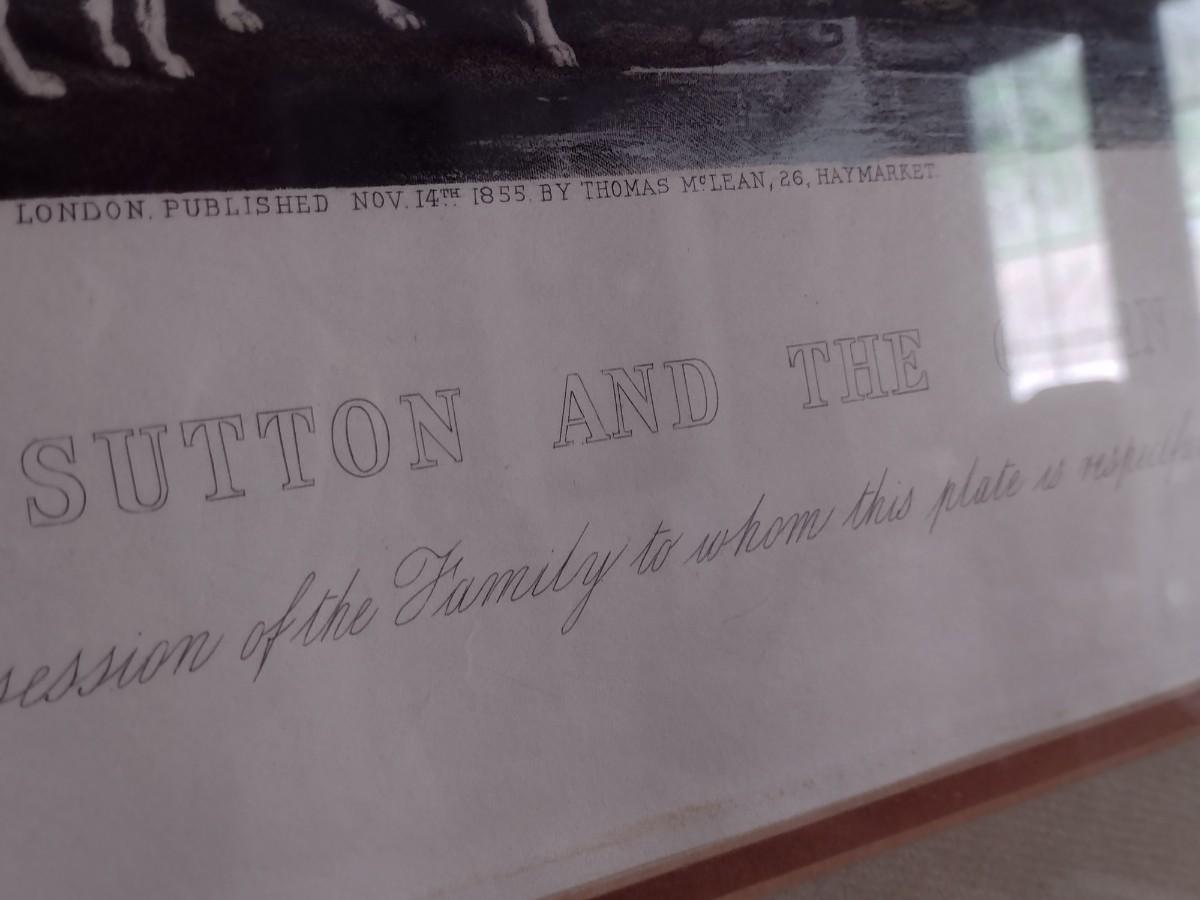 LONDON, PUBLISHED NOV. 14TH 1855, BY THOMAS McLEAN, 26, HAYMARKET.
SUTTON AND THE
of the Family to whom this plate is